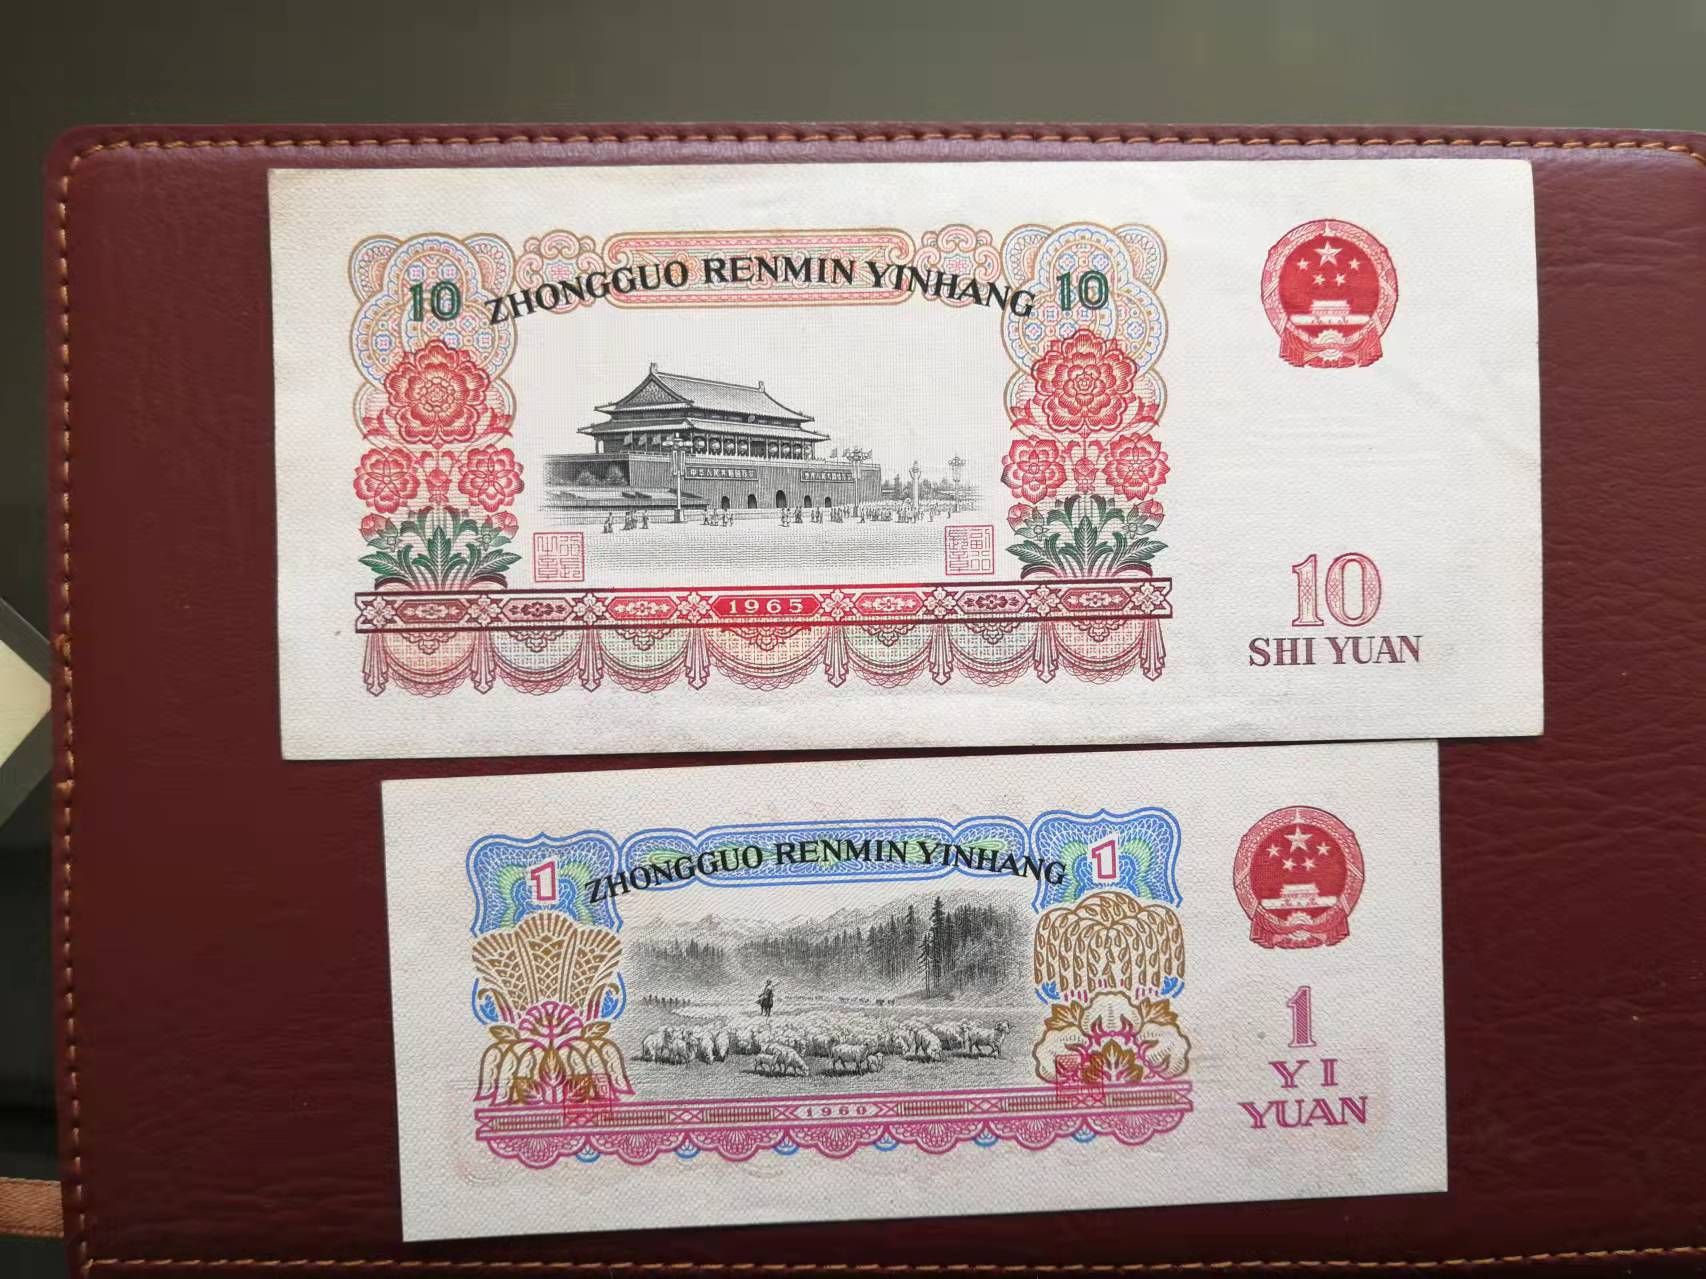 10 ZHONGGUO RENMIN YINHANG 10
1965
10
SHI YUAN
1 ZHONGGUO RENMIN YINHANG 1
1960
1
YI
YUAN